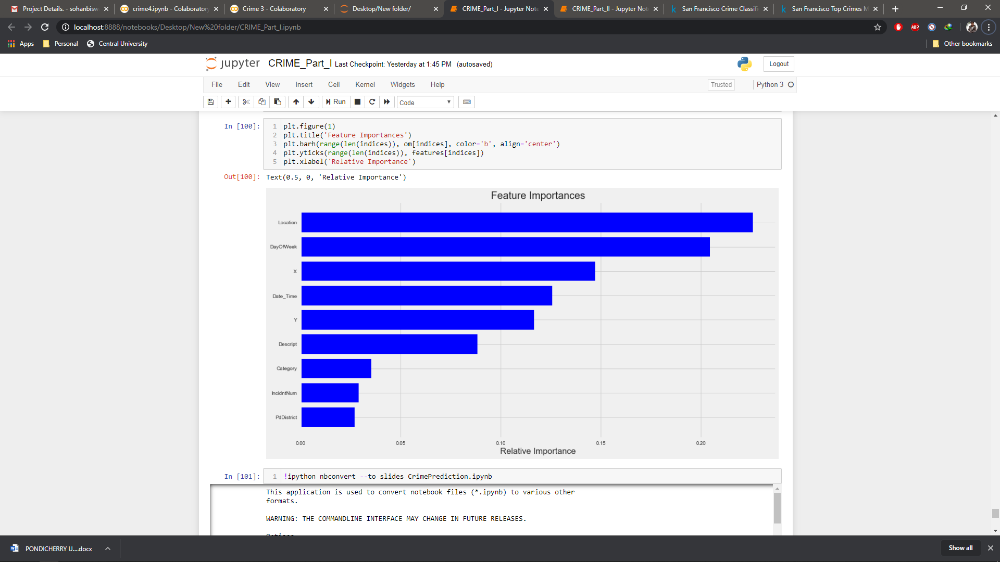 Project Details. - sohanbisw
crime4.ipynb - Colaboratory
Crime 3 - Colaboratory
Desktop/New folder/
CRIME_Part_I - Jupyter Note
CRIME_Part_II - Jupyter Not
San Francisco Crime Classifi
San Francisco Top Crimes M
localhost:8888/notebooks/Desktop/New%20folder/CRIME_Part_I.ipynb
ABP
Apps
Personal
Central University
Other bookmarks
jupyter
CRIME_Part_I Last Checkpoint: Yesterday at 1:45 PM (autosaved)
Logout
File Edit View Insert Cell Kernel Widgets Help
Trusted
Python 3
Run
Code
In [100]:
1 plt.figure(1)
2 plt.title('Feature Importances')
3 plt.barh(range(len(indices)), om[indices], color='b', align='center')
4 plt.yticks(range(len(indices)), features[indices])
5 plt.xlabel('Relative Importance')
Out[100]: Text(0.5, 0, 'Relative Importance')
Feature Importances
Location
DayOfWeek
X
Date_Time
Y
Descript
Category
IncidntNum
PdDistrict
0.00 0.05 0.10 0.15 0.20
Relative Importance
In [101]:
1 !ipython nbconvert --to slides CrimePrediction.ipynb
This application is used to convert notebook files (*.ipynb) to various other
formats.
WARNING: THE COMMANDLINE INTERFACE MAY CHANGE IN FUTURE RELEASES.
PONDICHERRY U....docx
Show all